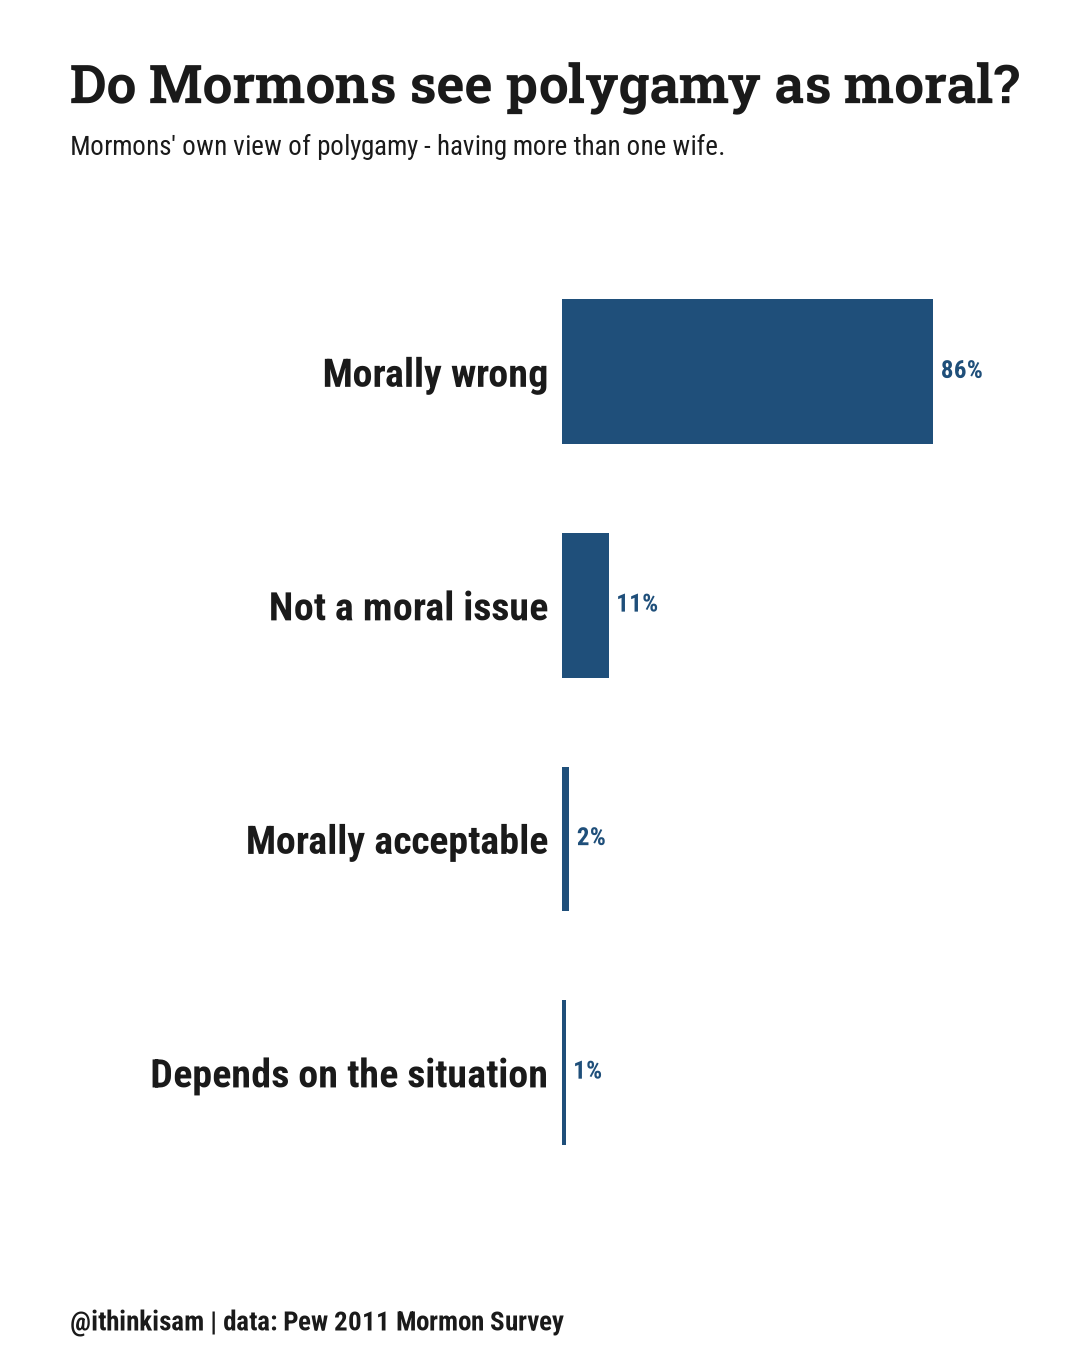 Do Mormons see polygamy as moral?
Mormons' own view of polygamy - having more than one wife.
Morally wrong 86%
Not a moral issue 11%
Morally acceptable 2%
Depends on the situation 1%
@ithinkisam | data: Pew 2011 Mormon Survey